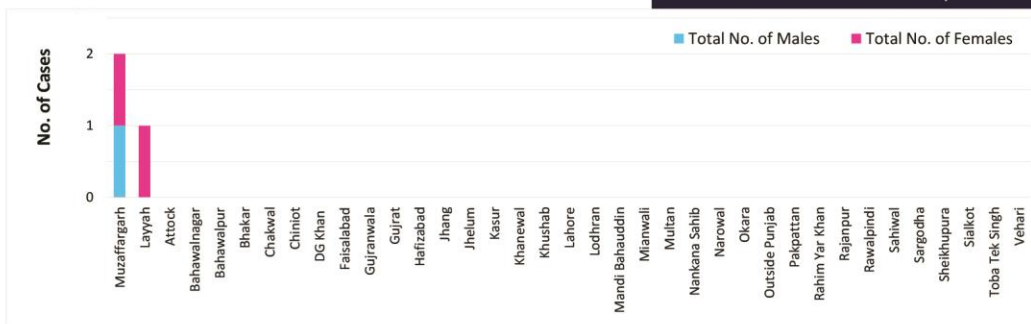 Total No. of Males
Total No. of Females
No. of Cases
2
1
0
Muzaffargarh
Layyah
Attock
Bahawalnagar
Bahawalpur
Bhakar
Chakwal
Chiniot
DG Khan
Faisalabad
Gujranwala
Gujrat
Hafizabad
Jhang
Jhelum
Kasur
Khanewal
Khushab
Lahore
Lodhran
Mandi Bahauddin
Mianwali
Multan
Nankana Sahib
Narowal
Okara
Outside Punjab
Pakpattan
Rahim Yar Khan
Rajanpur
Rawalpindi
Sahiwal
Sargodha
Sheikhupura
Sialkot
Toba Tek Singh
Vehari